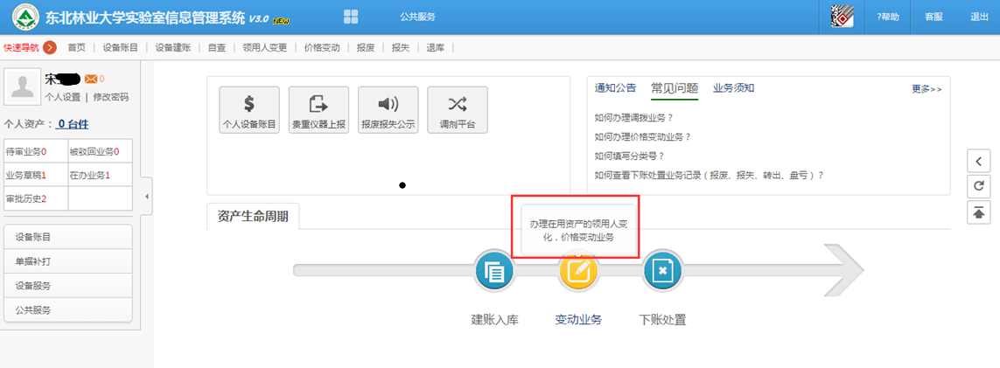 东北林业大学实验室信息管理系统 V3.0 NEW
公共服务
?帮助
客服
退出
快速导航
首页 | 设备账目 | 设备建账 | 自查 | 领用人变更 | 价格变动 | 报废 | 报失 | 退库 |
宋
0
个人设置 | 修改密码
个人资产： 0 台件
待审业务0 被驳回业务0
业务草稿1 在办业务1
审批历史2
设备账目
单据补打
设备服务
公共服务
个人设备账目 贵重仪器上报 报废报失公示 调剂平台
通知公告 常见问题 业务须知 更多>>
如何办理调拨业务？
如何办理价格变动业务？
如何填写分类号？
如何查看下账处置业务记录（报废、报失、转出、盘亏）？
资产生命周期
办理在用资产的领用人变
化，价格变动业务
建账入库 变动业务 下账处置